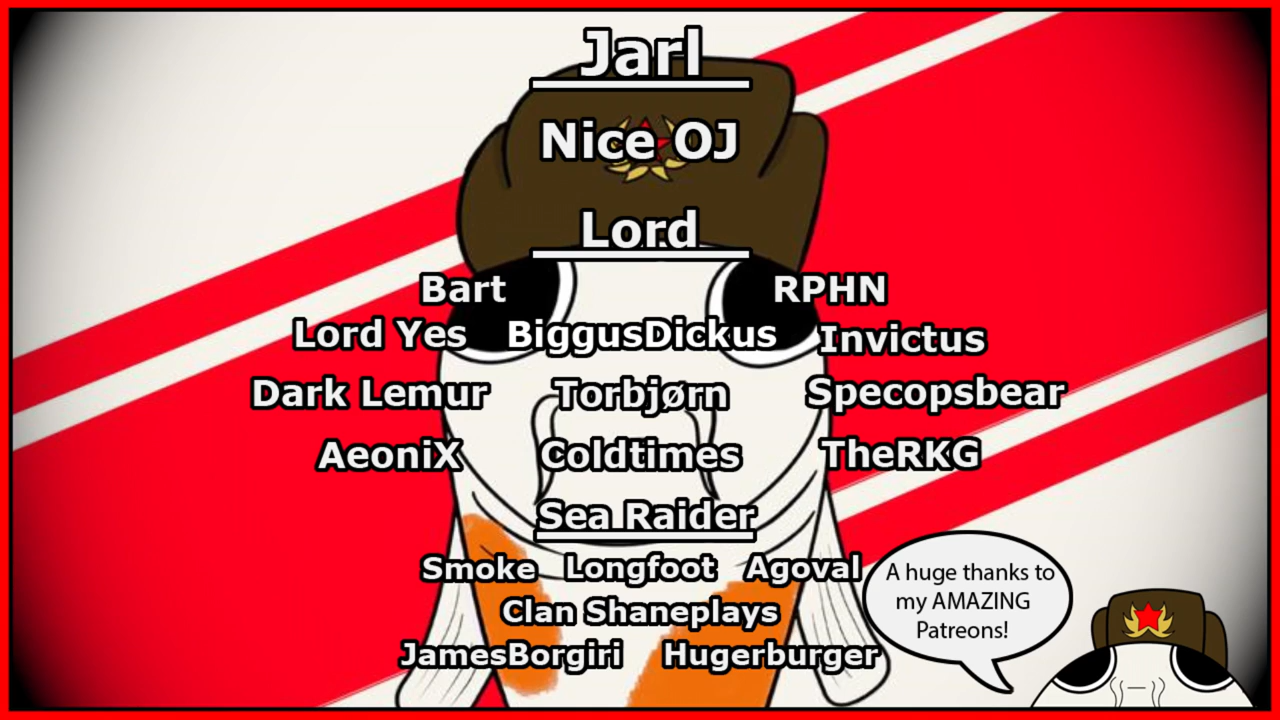 Jarl
Nice OJ
Lord
Bart RPHN
Lord Yes BiggusDickus Invictus
Dark Lemur Torbjørn Specopsbear
AeoniX Coldtimes TheRKG
Sea Raider
Smoke Longfoot Agoval
Clan Shaneplays
JamesBorgiri Hugerburger
A huge thanks to
my AMAZING
Patreons!